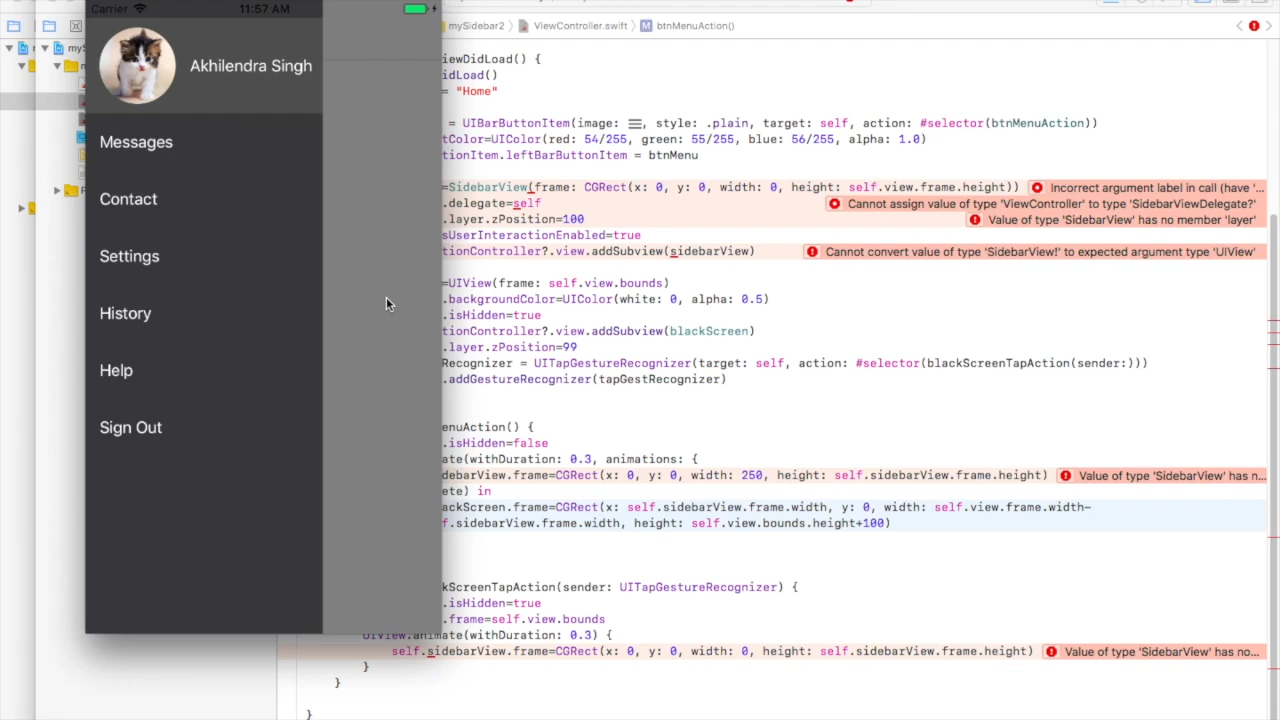 Carrier 11:57 AM
Akhilendra Singh
Messages
Contact
Settings
History
Help
Sign Out
mySidebar2 ViewController.swift M btnMenuAction()
iewDidLoad() {
idLoad()
= "Home"
= UIBarButtonItem(image: , style: .plain, target: self, action: #selector(btnMenuAction))
tColor=UIColor(red: 54/255, green: 55/255, blue: 56/255, alpha: 1.0)
tionItem.leftBarButtonItem = btnMenu
=SidebarView(frame: CGRect(x: 0, y: 0, width: 0, height: self.view.frame.height)) Incorrect argument label in call (have '...
.delegate=self Cannot assign value of type 'ViewController' to type 'SidebarViewDelegate?'
.layer.zPosition=100 Value of type 'SidebarView' has no member 'layer'
sUserInteractionEnabled=true
tionController?.view.addSubview(sidebarView) Cannot convert value of type 'SidebarView!' to expected argument type 'UIView'
=UIView(frame: self.view.bounds)
.backgroundColor=UIColor(white: 0, alpha: 0.5)
.isHidden=true
tionController?.view.addSubview(blackScreen)
.layer.zPosition=99
Recognizer = UITapGestureRecognizer(target: self, action: #selector(blackScreenTapAction(sender:)))
.addGestureRecognizer(tapGestRecognizer)
enuAction() {
.isHidden=false
ate(withDuration: 0.3, animations: {
debarView.frame=CGRect(x: 0, y: 0, width: 250, height: self.sidebarView.frame.height) Value of type 'SidebarView' has n...
ete) in
ackScreen.frame=CGRect(x: self.sidebarView.frame.width, y: 0, width: self.view.frame.width-
f.sidebarView.frame.width, height: self.view.bounds.height+100)
ckScreenTapAction(sender: UITapGestureRecognizer) {
.isHidden=true
.frame=self.view.bounds
UIView.animate(withDuration: 0.3) {
self.sidebarView.frame=CGRect(x: 0, y: 0, width: 0, height: self.sidebarView.frame.height) Value of type 'SidebarView' has no...
}
}
}